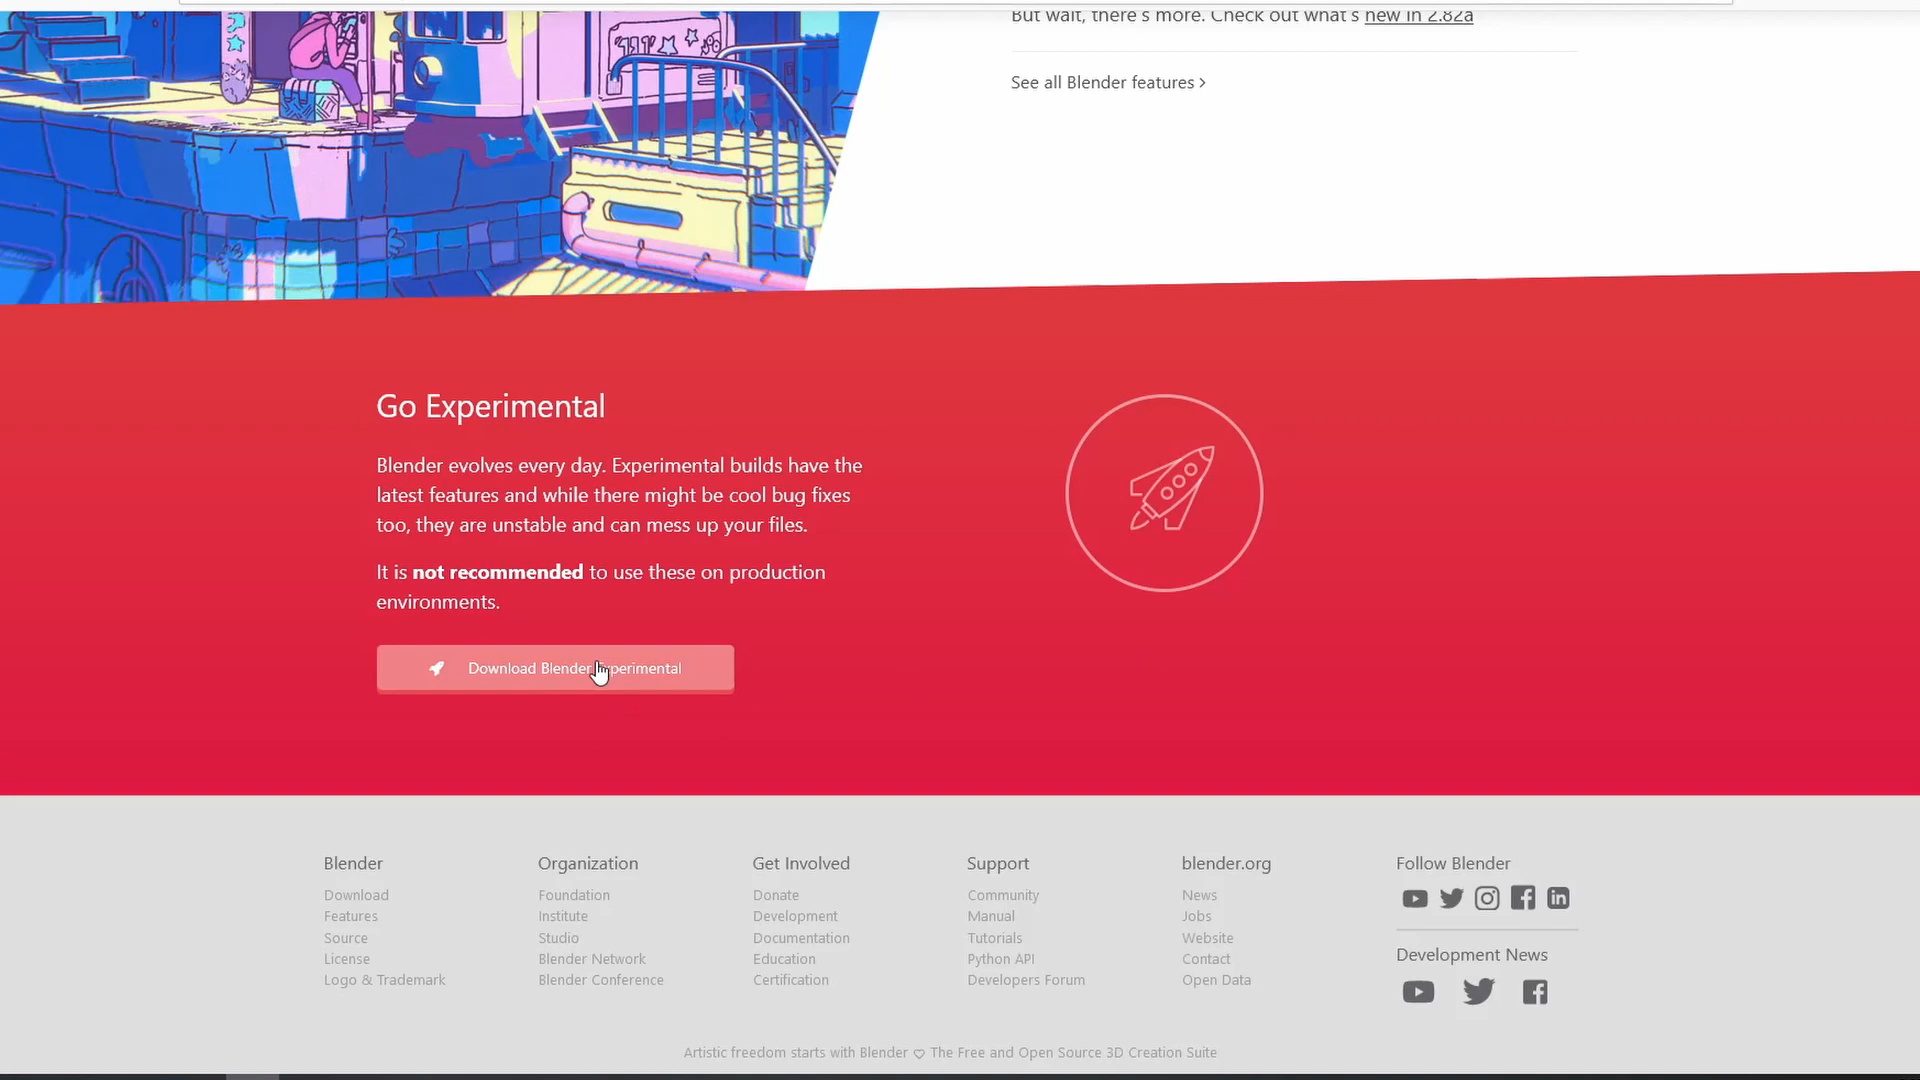 But wait, there's more. Check out what's new in 2.82a
See all Blender features >
Go Experimental
Blender evolves every day. Experimental builds have the
latest features and while there might be cool bug fixes
too, they are unstable and can mess up your files.
It is not recommended to use these on production
environments.
Download Blender Experimental
Blender
Download
Features
Source
License
Logo & Trademark
Organization
Foundation
Institute
Studio
Blender Network
Blender Conference
Get Involved
Donate
Development
Documentation
Education
Certification
Support
Community
Manual
Tutorials
Python API
Developers Forum
blender.org
News
Jobs
Website
Contact
Open Data
Follow Blender
Development News
Artistic freedom starts with Blender ♡ The Free and Open Source 3D Creation Suite